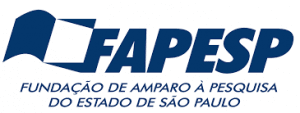 FAPESP
FUNDAÇÃO DE AMPARO À PESQUISA
DO ESTADO DE SÃO PAULO